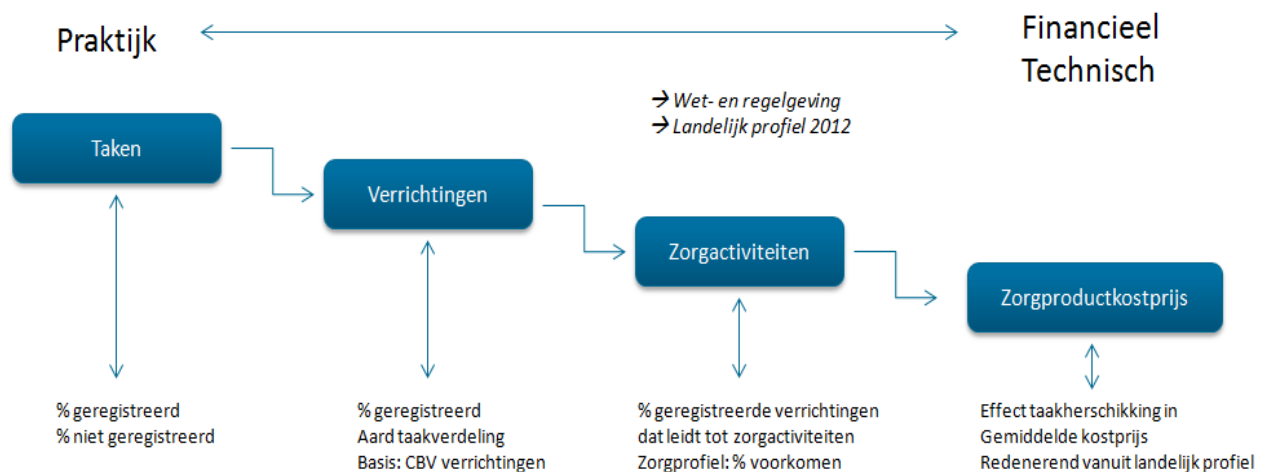 Praktijk
Financieel
Technisch
→ Wet- en regelgeving
→ Landelijk profiel 2012
Taken
Verrichtingen
Zorgactiviteiten
Zorgproductkostprijs
% geregistreerd
% niet geregistreerd
% geregistreerd
Aard taakverdeling
Basis: CBV verrichtingen
% geregistreerde verrichtingen
dat leidt tot zorgactiviteiten
Zorgprofiel: % voorkomen
Effect taakherschikking in
Gemiddelde kostprijs
Redenerend vanuit landelijk profiel